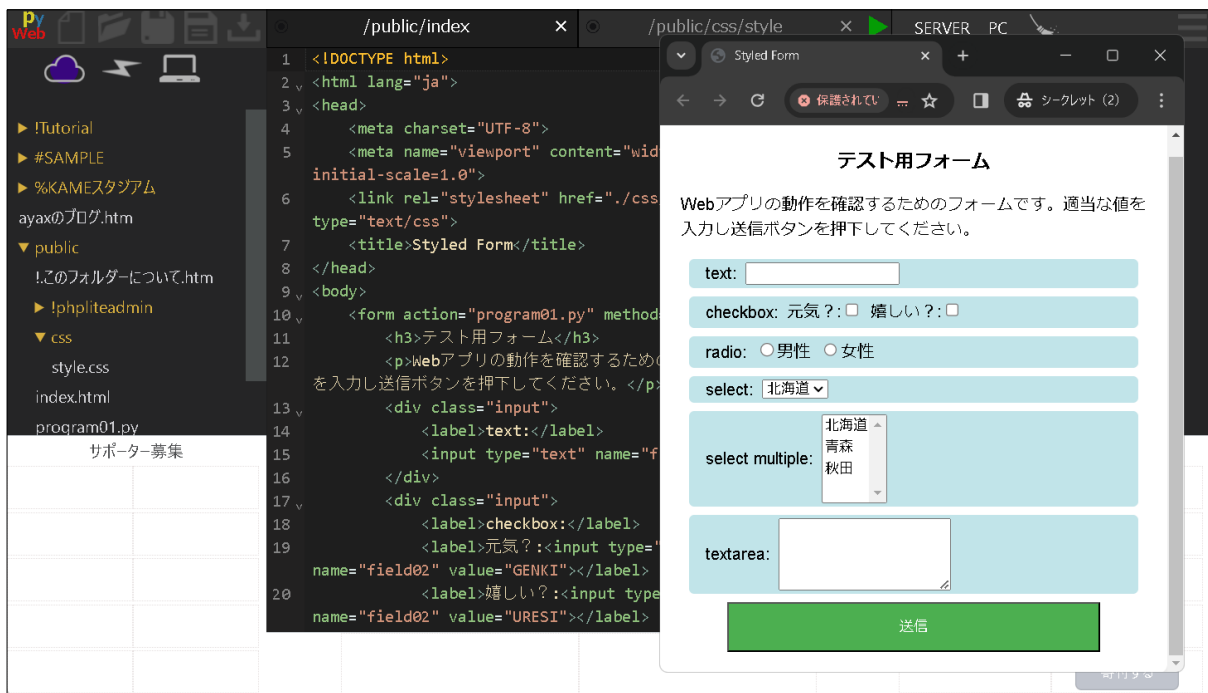 py
Web
/public/index ×
/public/css/style ×
SERVER PC
▶ !Tutorial
▶ #SAMPLE
▶ %KAMEスタジアム
ayaxのブログ.htm
▼ public
!.このフォルダーについて.htm
▶ !phpliteadmin
▼ css
style.css
index.html
program01.py
サポーター募集
1 <!DOCTYPE html>
2 <html lang="ja">
3 <head>
4 <meta charset="UTF-8">
5 <meta name="viewport" content="wid
initial-scale=1.0">
6 <link rel="stylesheet" href="./css
type="text/css">
7 <title>Styled Form</title>
8 </head>
9 <body>
10 <form action="program01.py" method
11 <h3>テスト用フォーム</h3>
12 <p>Webアプリの動作を確認するための
を入力し送信ボタンを押下してください。</p>
13 <div class="input">
14 <label>text:</label>
15 <input type="text" name="f
16 </div>
17 <div class="input">
18 <label>checkbox:</label>
19 <label>元気？:<input type="
name="field02" value="GENKI"></label>
20 <label>嬉しい？:<input type
name="field02" value="URESI"></label>
Styled Form ×
保護されてい
シークレット (2)
テスト用フォーム
Webアプリの動作を確認するためのフォームです。適当な値を
入力し送信ボタンを押下してください。
text:
checkbox: 元気？: 嬉しい？:
radio: 男性 女性
select: 北海道
select multiple:
北海道
青森
秋田
textarea:
送信
寄付する